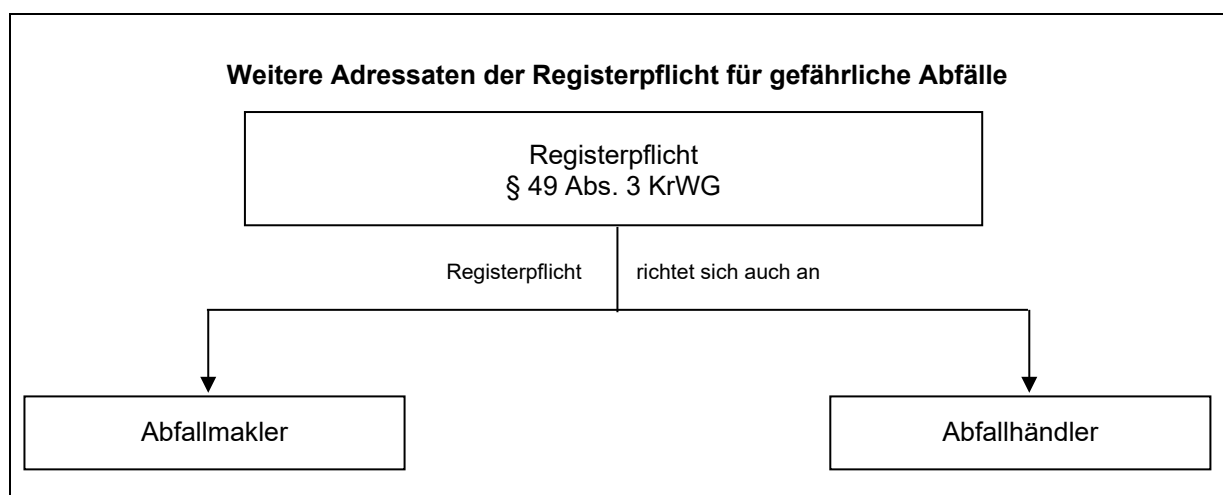 Weitere Adressaten der Registerpflicht für gefährliche Abfälle
Registerpflicht
§ 49 Abs. 3 KrWG
Registerpflicht richtet sich auch an
Abfallmakler
Abfallhändler